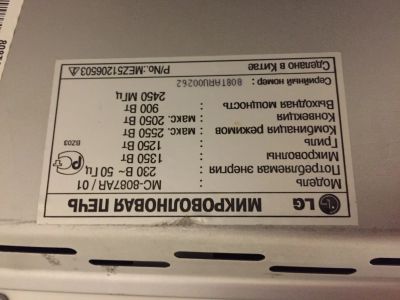 LG МИКРОВОЛНОВАЯ ПЕЧЬ
Модель : MC-8087AR / 01
Потребляемая энергия : 230 В ~ 50 Гц
Микроволны : 1350 Вт
Гриль : 1250 Вт
Комбинация режимов : макс. 2550 Вт
Конвекция : макс. 2050 Вт
Выходная мощность : 900 Вт
2450 МГц
BZ03
Серийный номер : 808TARUU00262
Сделано в Китае P/No.:MEZ51206503